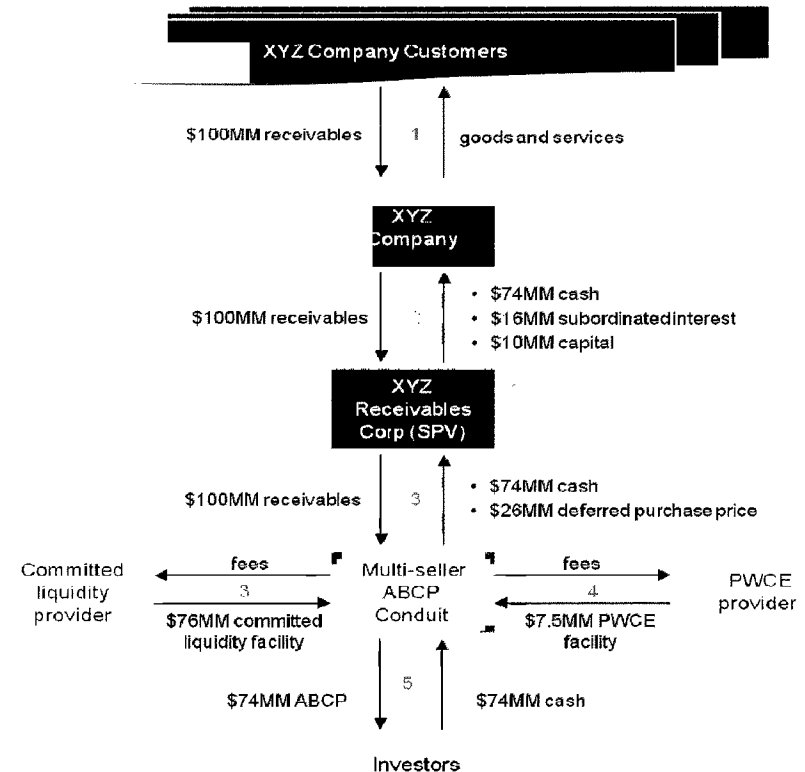 XYZ Company Customers
$100MM receivables
1
goods and services
XYZ
Company
$100MM receivables
• $74MM cash
• $16MM subordinated interest
• $10MM capital
XYZ
Receivables
Corp (SPV)
$100MM receivables
3
• $74MM cash
• $26MM deferred purchase price
Committed
liquidity
provider
fees
3
$76MM committed
liquidity facility
Multi-seller
ABCP
Conduit
fees
4
$7.5MM PWCE
facility
PWCE
provider
$74MM ABCP
5
$74MM cash
Investors